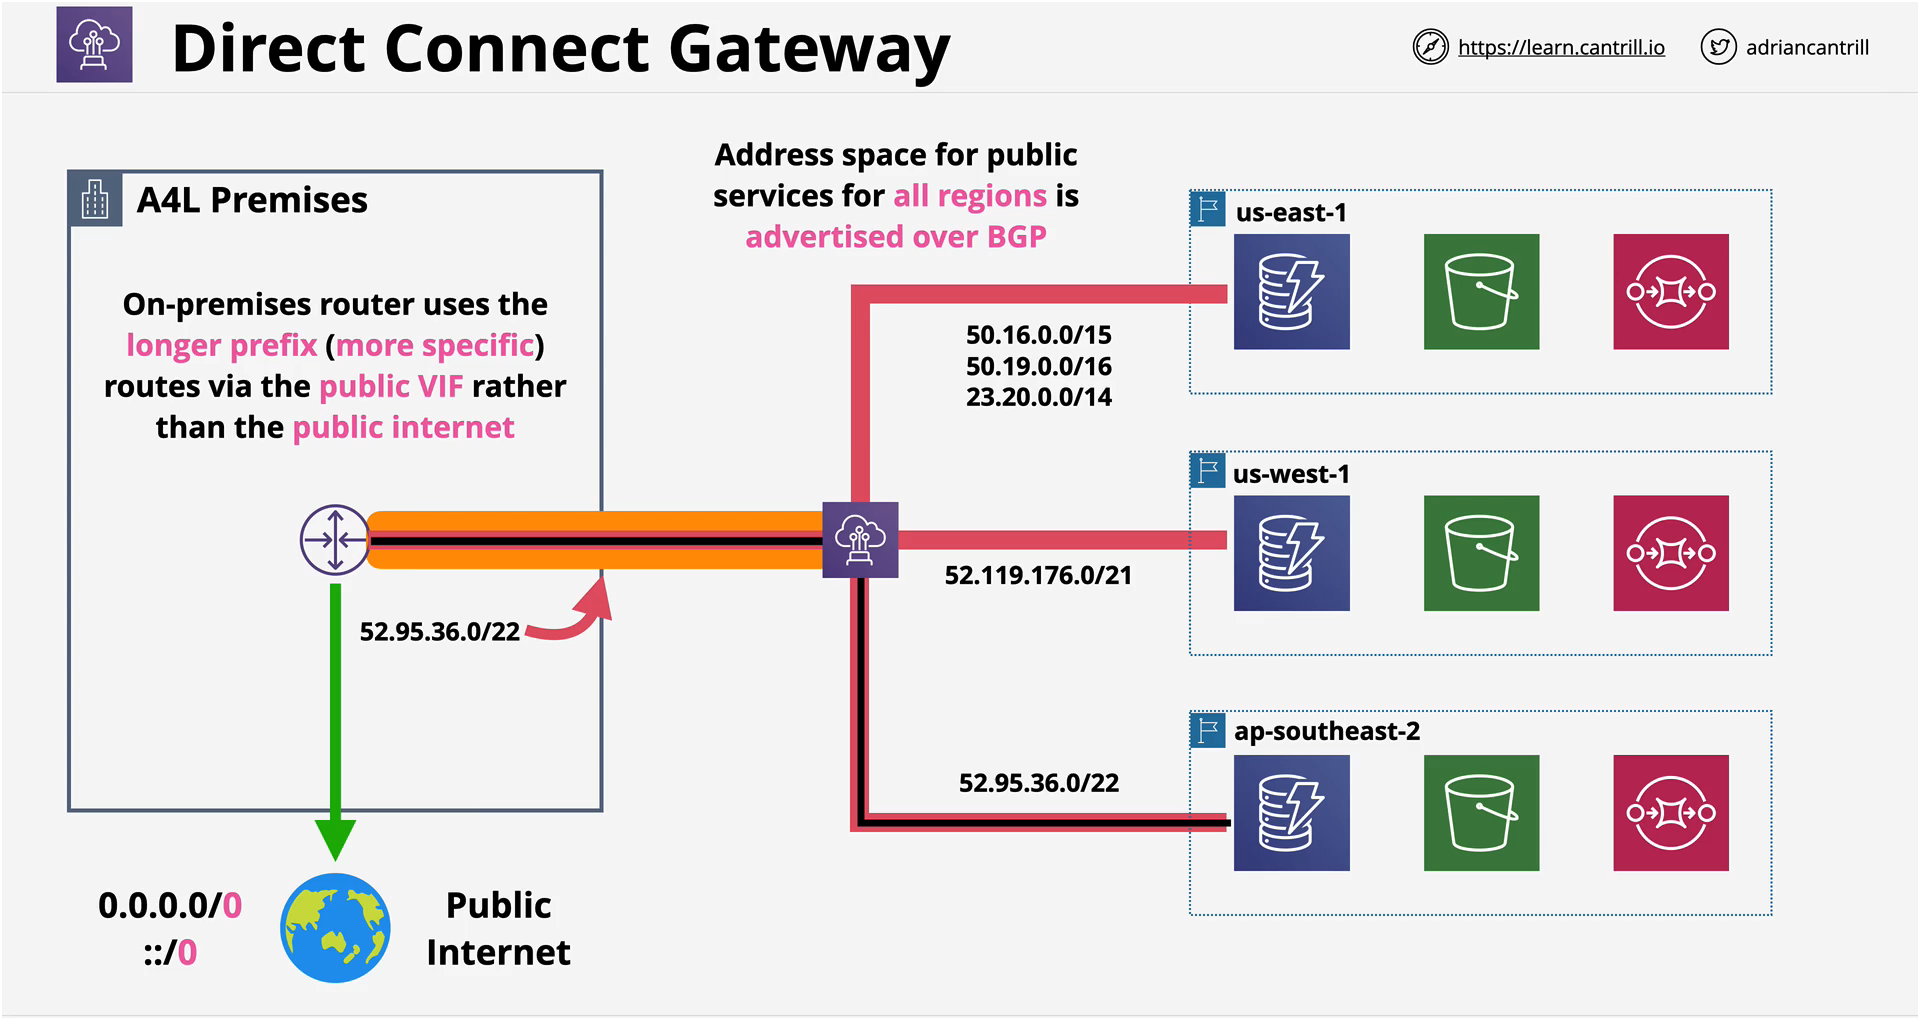 Direct Connect Gateway
https://learn.cantrill.io
adriancantrill
A4L Premises
On-premises router uses the
longer prefix (more specific)
routes via the public VIF rather
than the public internet
Address space for public
services for all regions is
advertised over BGP
us-east-1
50.16.0.0/15
50.19.0.0/16
23.20.0.0/14
us-west-1
52.119.176.0/21
52.95.36.0/22
ap-southeast-2
52.95.36.0/22
0.0.0.0/0
::/0
Public
Internet